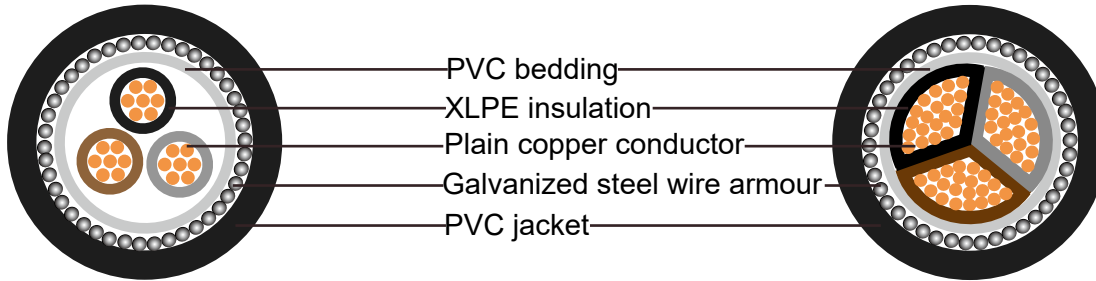 PVC bedding
XLPE insulation
Plain copper conductor
Galvanized steel wire armour
PVC jacket